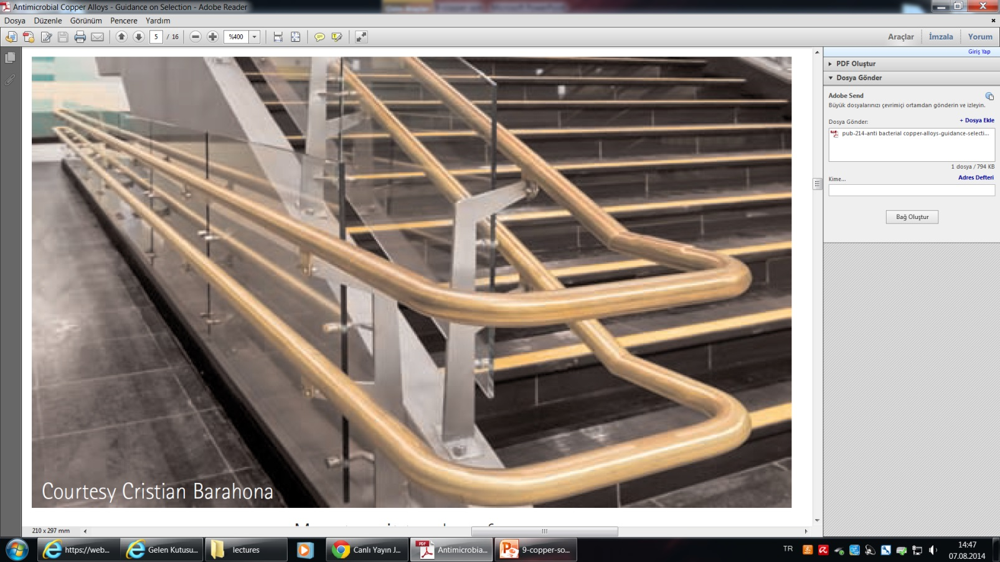 Antimicrobial Copper Alloys - Guidance on Selection - Adobe Reader
Dosya Düzenle Görünüm Pencere Yardım
5 / 16 %400 Araçlar İmzala Yorum
Giriş Yap
PDF Oluştur
Dosya Gönder
Adobe Send
Büyük dosyalarınızı çevrimiçi ortamdan gönderin ve izleyin.
Dosya Gönder: + Dosya Ekle
pub-214-anti bacterial copper-alloys-guidance-selecti...
1 dosya / 794 KB
Kime... Adres Defteri
Bağ Oluştur
Courtesy Cristian Barahona
210 x 297 mm
https://web... Gelen Kutusu... lectures Canlı Yayın J... Antimicrobia... 9-copper-so... TR 14:47
07.08.2014